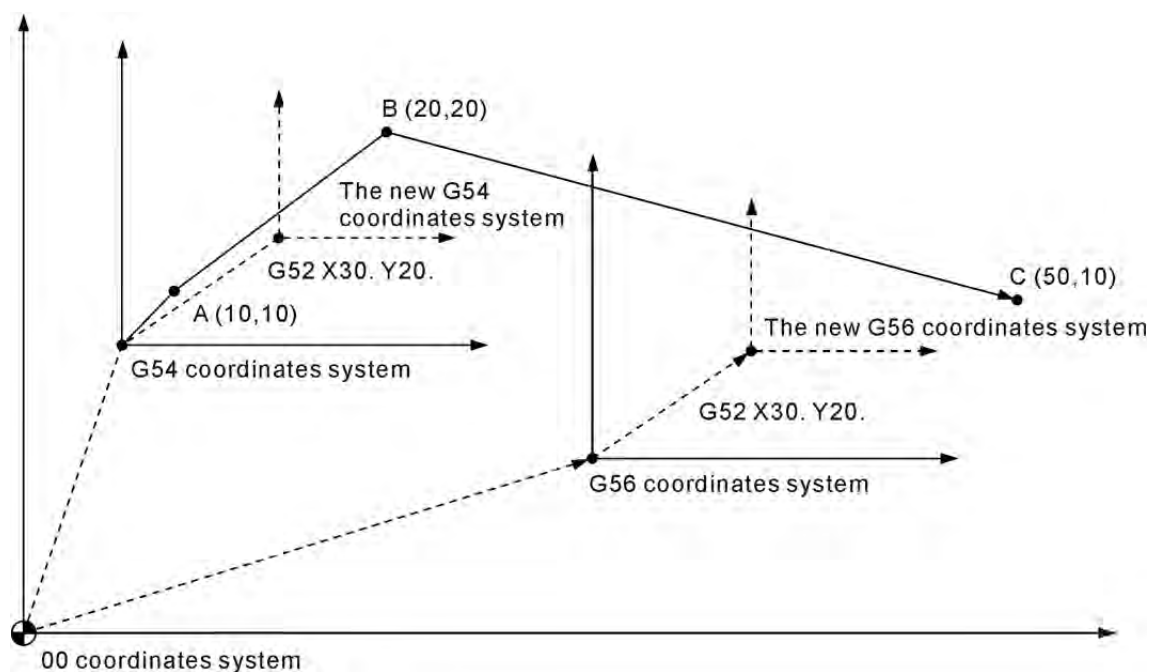 B (20,20)
The new G54
coordinates system
G52 X30. Y20.
A (10,10)
G54 coordinates system
C (50,10)
The new G56 coordinates system
G52 X30. Y20.
G56 coordinates system
00 coordinates system